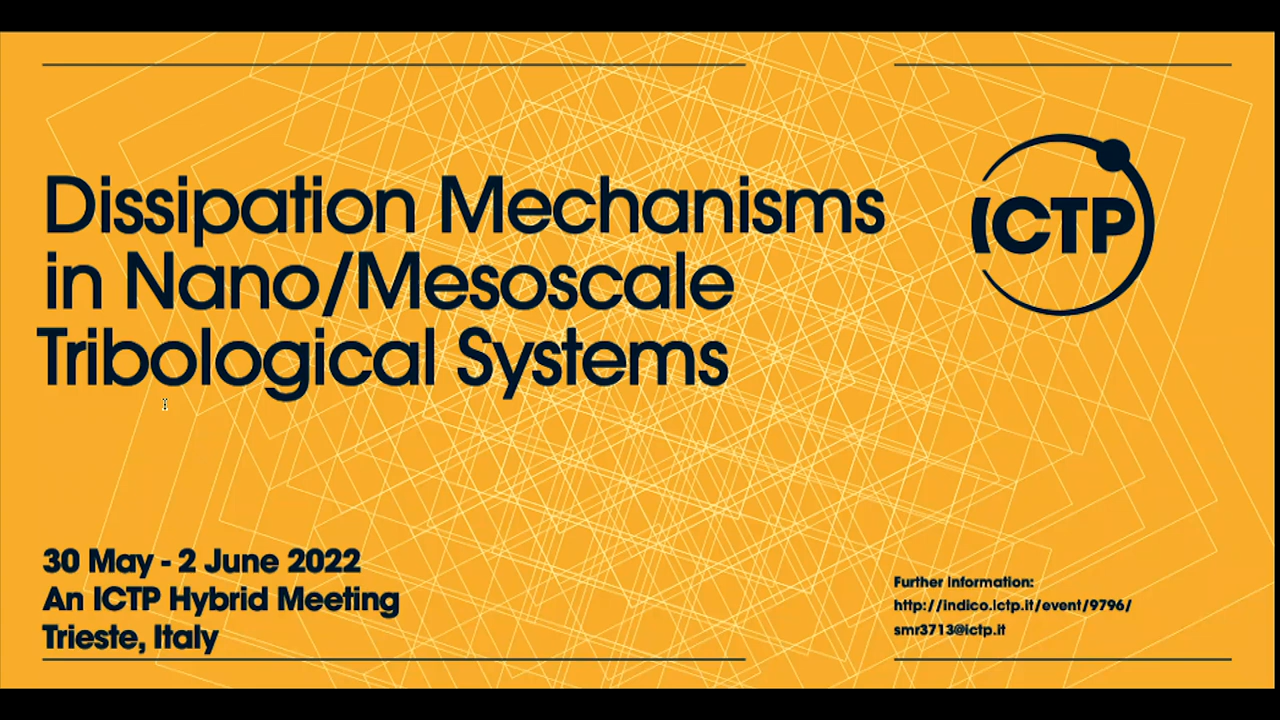 Dissipation Mechanisms
in Nano/Mesoscale
Tribological Systems
ICTP
30 May - 2 June 2022
An ICTP Hybrid Meeting
Trieste, Italy
Further information:
http://indico.ictp.it/event/9796/
smr3713@ictp.it